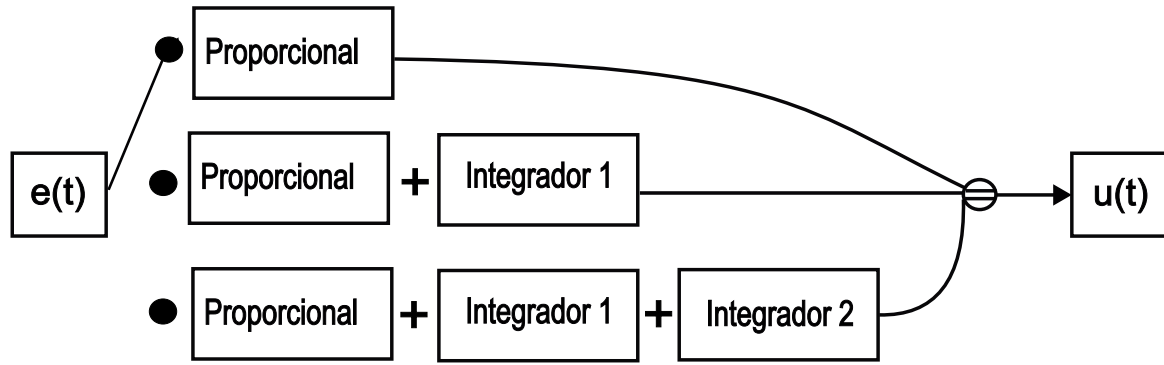 Proporcional
e(t)
Proporcional + Integrador 1
u(t)
Proporcional + Integrador 1 + Integrador 2